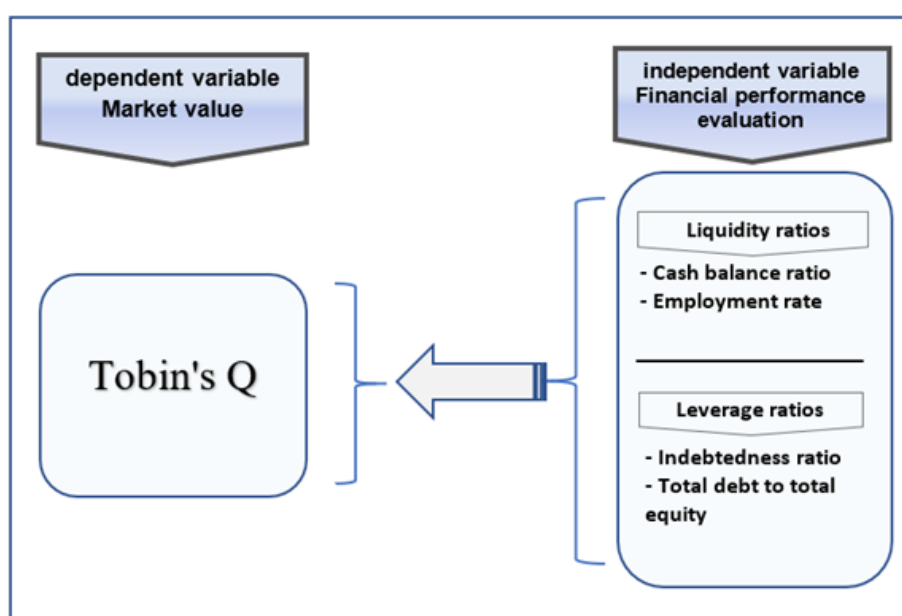 dependent variable
Market value
Tobin's Q
independent variable
Financial performance
evaluation
Liquidity ratios
- Cash balance ratio
- Employment rate
Leverage ratios
- Indebtedness ratio
- Total debt to total
equity